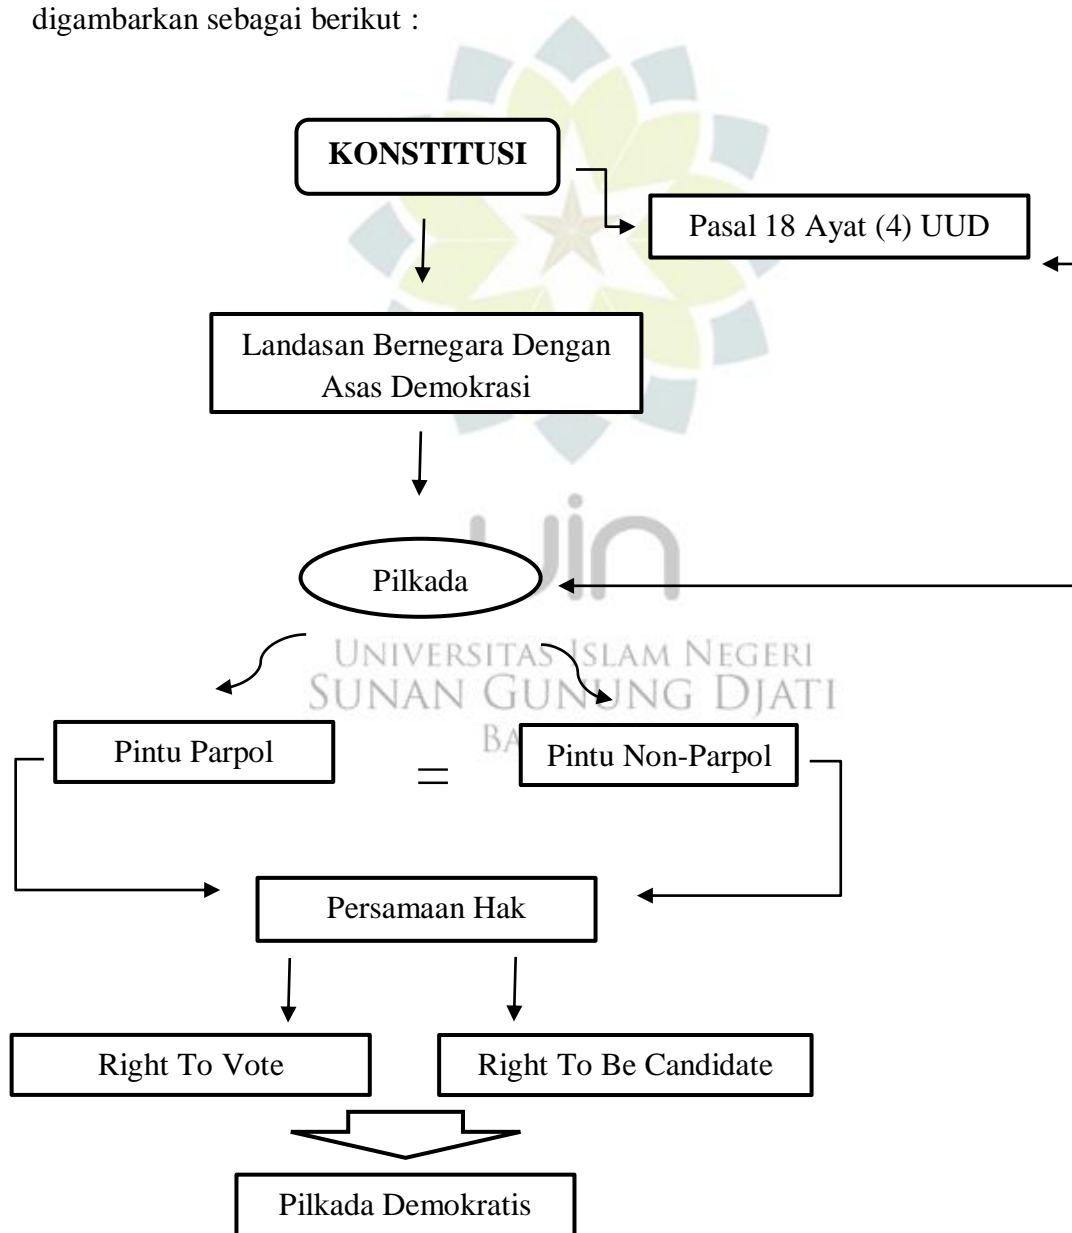 digambarkan sebagai berikut :
KONSTITUSI
Pasal 18 Ayat (4) UUD
Landasan Bernegara Dengan
Asas Demokrasi
uin
Pilkada
UNIVERSITAS ISLAM NEGERI
SUNAN GUNUNG DJATI
Pintu Parpol
=
Pintu Non-Parpol
Persamaan Hak
Right To Vote
Right To Be Candidate
Pilkada Demokratis